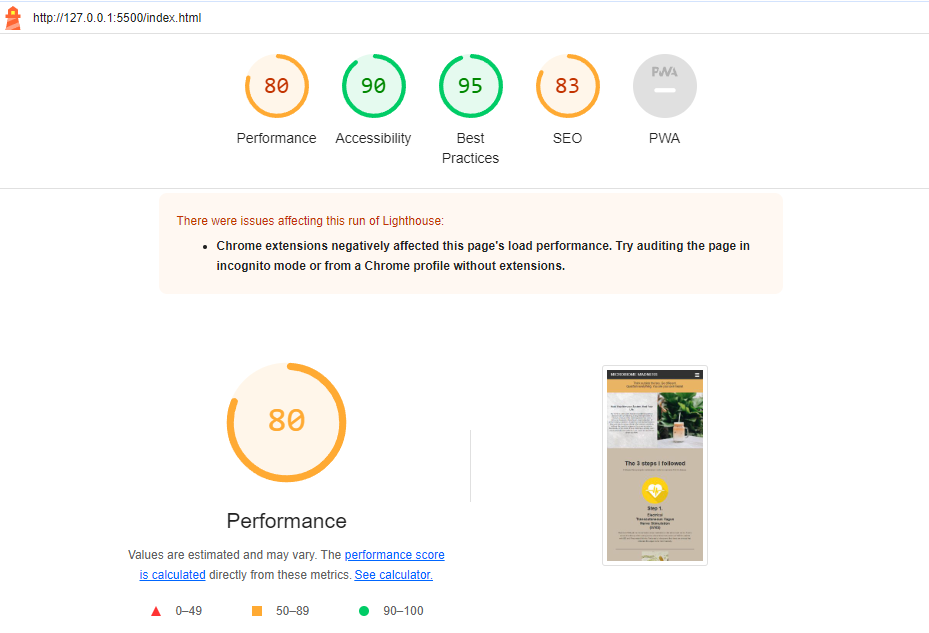 http://127.0.0.1:5500/index.html
80
90
95
83
PWA
Performance
Accessibility
Best
Practices
SEO
PWA
There were issues affecting this run of Lighthouse:
Chrome extensions negatively affected this page's load performance. Try auditing the page in
incognito mode or from a Chrome profile without extensions.
80
Performance
Values are estimated and may vary. The performance score
is calculated directly from these metrics. See calculator.
0–49
50–89
90–100
MICROBIOME MADNESS
The 3 steps I followed
Step 1.